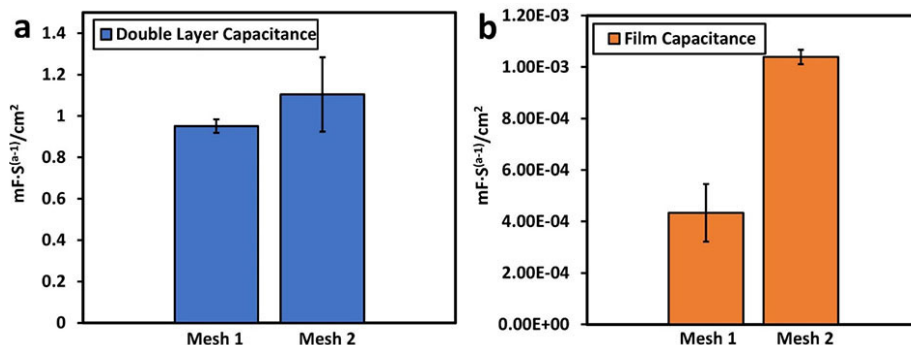 a
Double Layer Capacitance
mF·S(a-1)/cm2
1.4
1.2
1
0.8
0.6
0.4
0.2
0
Mesh 1 Mesh 2
b
Film Capacitance
mF·S(a-1)/cm2
1.20E-03
1.00E-03
8.00E-04
6.00E-04
4.00E-04
2.00E-04
0.00E+00
Mesh 1 Mesh 2